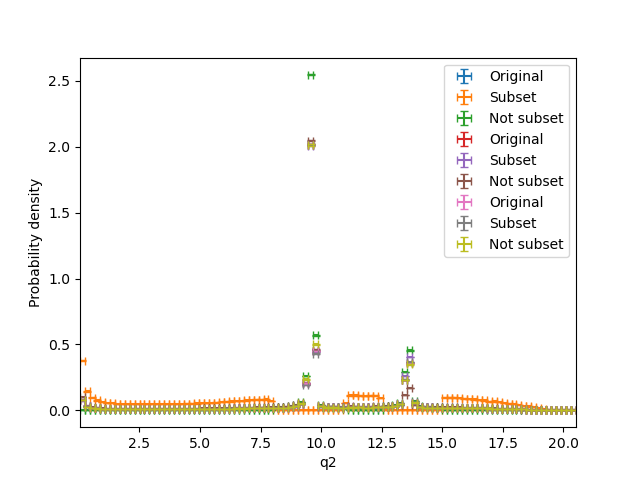 Original
Subset
Not subset
Original
Subset
Not subset
Original
Subset
Not subset
Probability density
2.5
2.0
1.5
1.0
0.5
0.0
2.5 5.0 7.5 10.0 12.5 15.0 17.5 20.0
q2